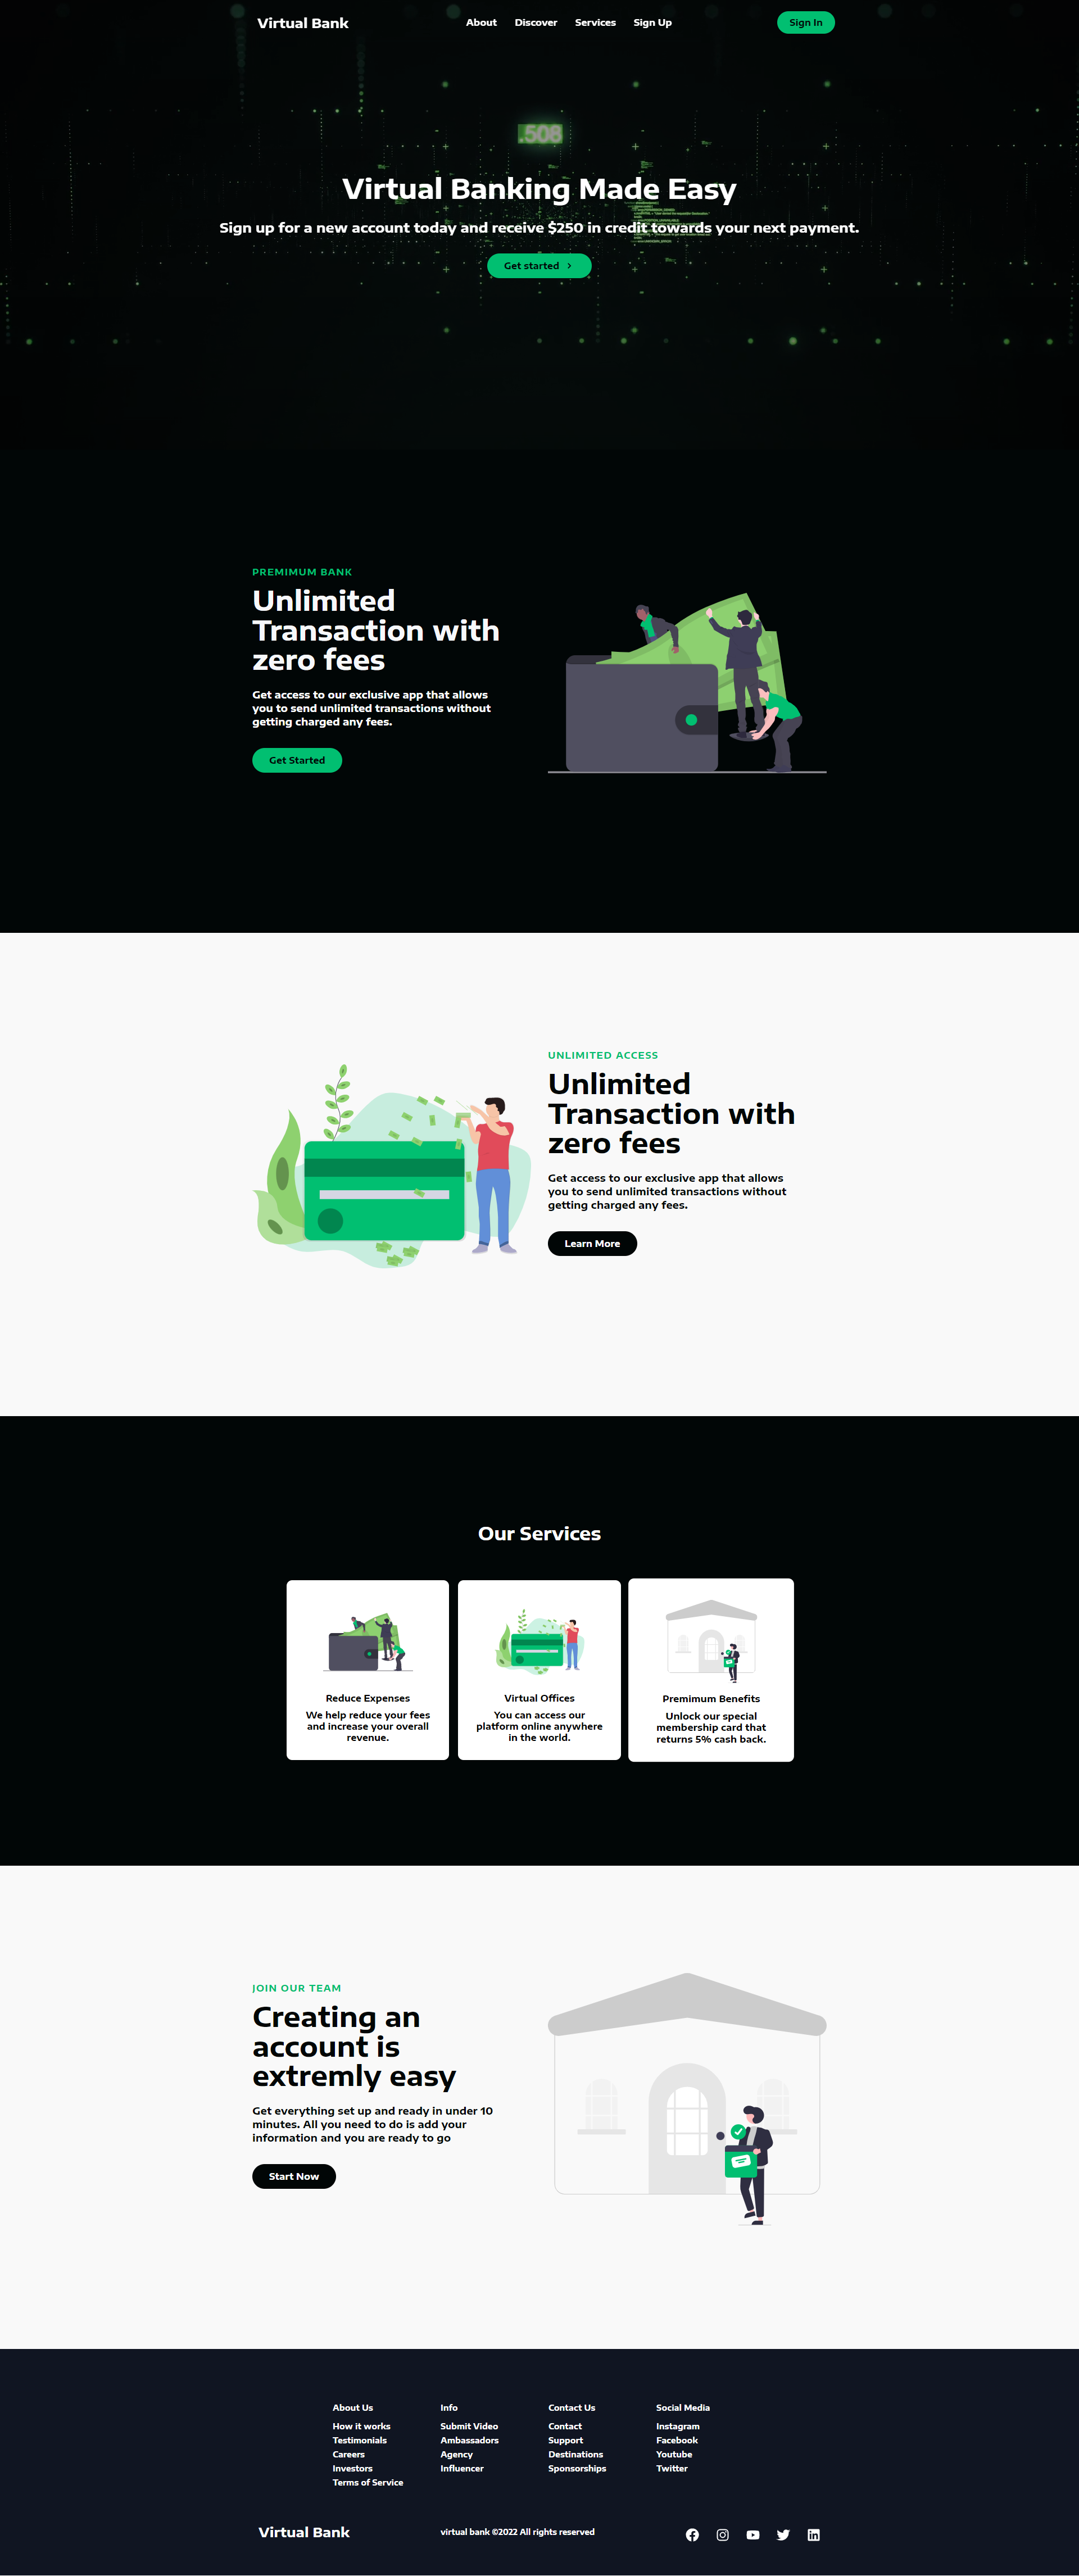 Virtual Bank
About
Discover
Services
Sign Up
Sign In
.508
Virtual Banking Made Easy
Sign up for a new account today and receive $250 in credit towards your next payment.
Get started
PREMIMUM BANK
Unlimited
Transaction with
zero fees
Get access to our exclusive app that allows
you to send unlimited transactions without
getting charged any fees.
Get Started
UNLIMITED ACCESS
Unlimited
Transaction with
zero fees
Get access to our exclusive app that allows
you to send unlimited transactions without
getting charged any fees.
Learn More
Our Services
Reduce Expenses
We help reduce your fees
and increase your overall
revenue.
Virtual Offices
You can access our
platform online anywhere
in the world.
Premimum Benefits
Unlock our special
membership card that
returns 5% cash back.
JOIN OUR TEAM
Creating an
account is
extremly easy
Get everything set up and ready in under 10
minutes. All you need to do is add your
information and you are ready to go
Start Now
About Us
How it works
Testimonials
Careers
Investors
Terms of Service
Info
Submit Video
Ambassadors
Agency
Influencer
Contact Us
Contact
Support
Destinations
Sponsorships
Social Media
Instagram
Facebook
Youtube
Twitter
Virtual Bank
virtual bank ©2022 All rights reserved